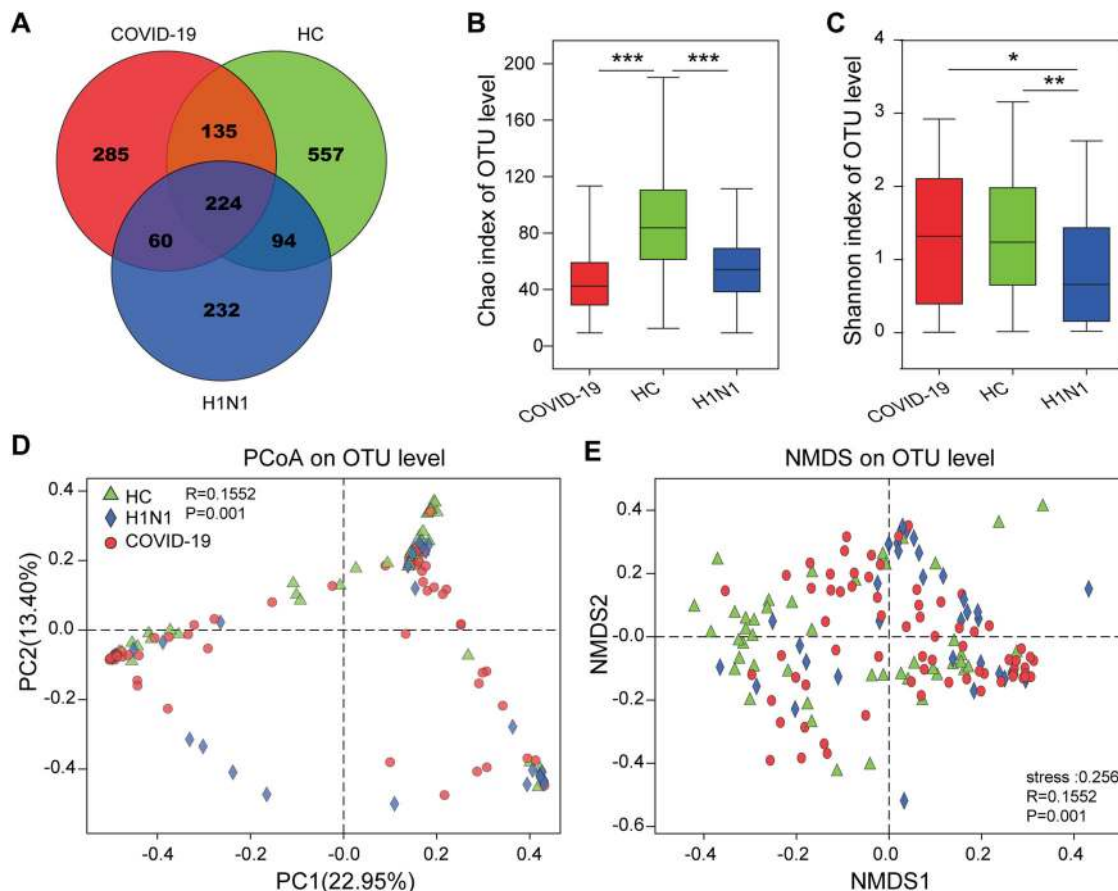 A
COVID-19
HC
135
285
557
224
60
94
232
H1N1
B
Chao index of OTU level
200
160
120
80
40
0
***
***
COVID-19
HC
H1N1
C
Shannon index of OTU level
4
3
2
1
0
*
**
COVID-19
HC
H1N1
D
PCoA on OTU level
HC
H1N1
COVID-19
R=0.1552
P=0.001
PC2(13.40%)
0.4
0.2
0.0
-0.2
-0.4
-0.4
-0.2
-0.0
0.2
0.4
PC1(22.95%)
E
NMDS on OTU level
NMDS2
0.4
0.2
-0.0
-0.2
-0.4
-0.6
stress :0.256
R=0.1552
P=0.001
-0.4
-0.2
0.0
0.2
0.4
NMDS1